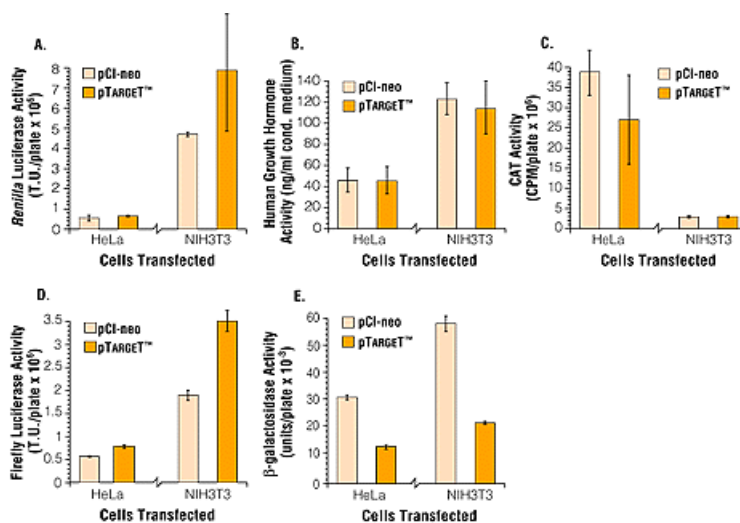 A.
Renilla Luciferase Activity
(T.U./plate x 10⁶)
8
7
6
5
4
3
2
1
0
pCI-neo
pTARGET™
HeLa
NIH3T3
Cells Transfected
B.
Human Growth Hormone
Activity (ng/ml cond. medium)
140
120
100
80
60
40
20
0
pCI-neo
pTARGET™
HeLa
NIH3T3
Cells Transfected
C.
CAT Activity
(CPM/plate x 10⁶)
40
35
30
25
20
15
10
5
0
pCI-neo
pTARGET™
HeLa
NIH3T3
Cells Transfected
D.
Firefly Luciferase Activity
(T.U./plate x 10⁶)
3.5
3
2.5
2
1.5
1
0.5
0
pCI-neo
pTARGET™
HeLa
NIH3T3
Cells Transfected
E.
β-galactosidase Activity
(units/plate x 10⁻³)
60
50
40
30
20
10
0
pCI-neo
pTARGET™
HeLa
NIH3T3
Cells Transfected